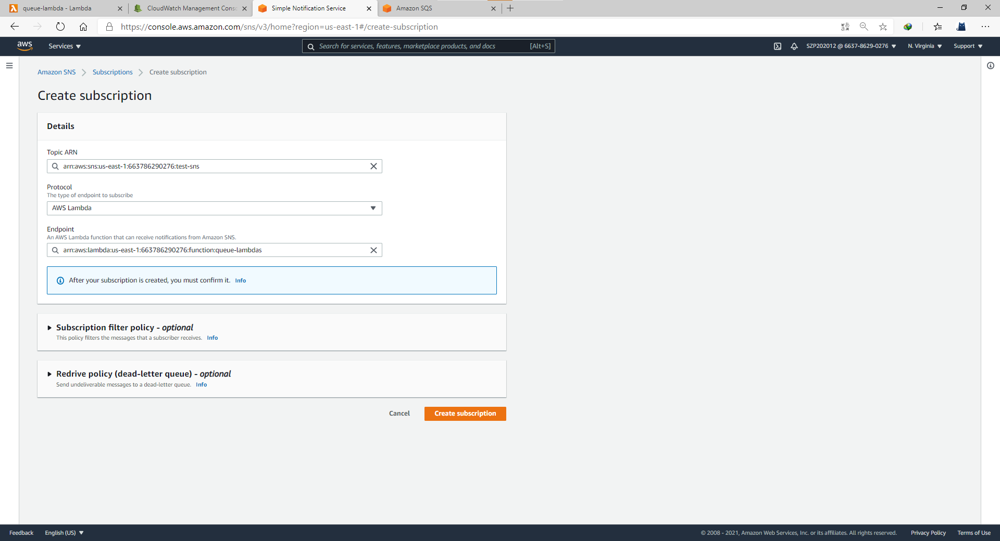 queue-lambda - Lambda
CloudWatch Management Consc
Simple Notification Service
Amazon SQS
https://console.aws.amazon.com/sns/v3/home?region=us-east-1#/create-subscription
aws
Services
Search for services, features, marketplace products, and docs
[Alt+S]
SZP202012 @ 6637-8629-0276
N. Virginia
Support
Amazon SNS
Subscriptions
Create subscription
Create subscription
Details
Topic ARN
arn:aws:sns:us-east-1:663786290276:test-sns
Protocol
The type of endpoint to subscribe
AWS Lambda
Endpoint
An AWS Lambda function that can receive notifications from Amazon SNS.
arn:aws:lambda:us-east-1:663786290276:function:queue-lambdas
After your subscription is created, you must confirm it. Info
Subscription filter policy - optional
This policy filters the messages that a subscriber receives. Info
Redrive policy (dead-letter queue) - optional
Send undeliverable messages to a dead-letter queue. Info
Cancel
Create subscription
Feedback
English (US)
© 2008 - 2021, Amazon Web Services, Inc. or its affiliates. All rights reserved.
Privacy Policy
Terms of Use